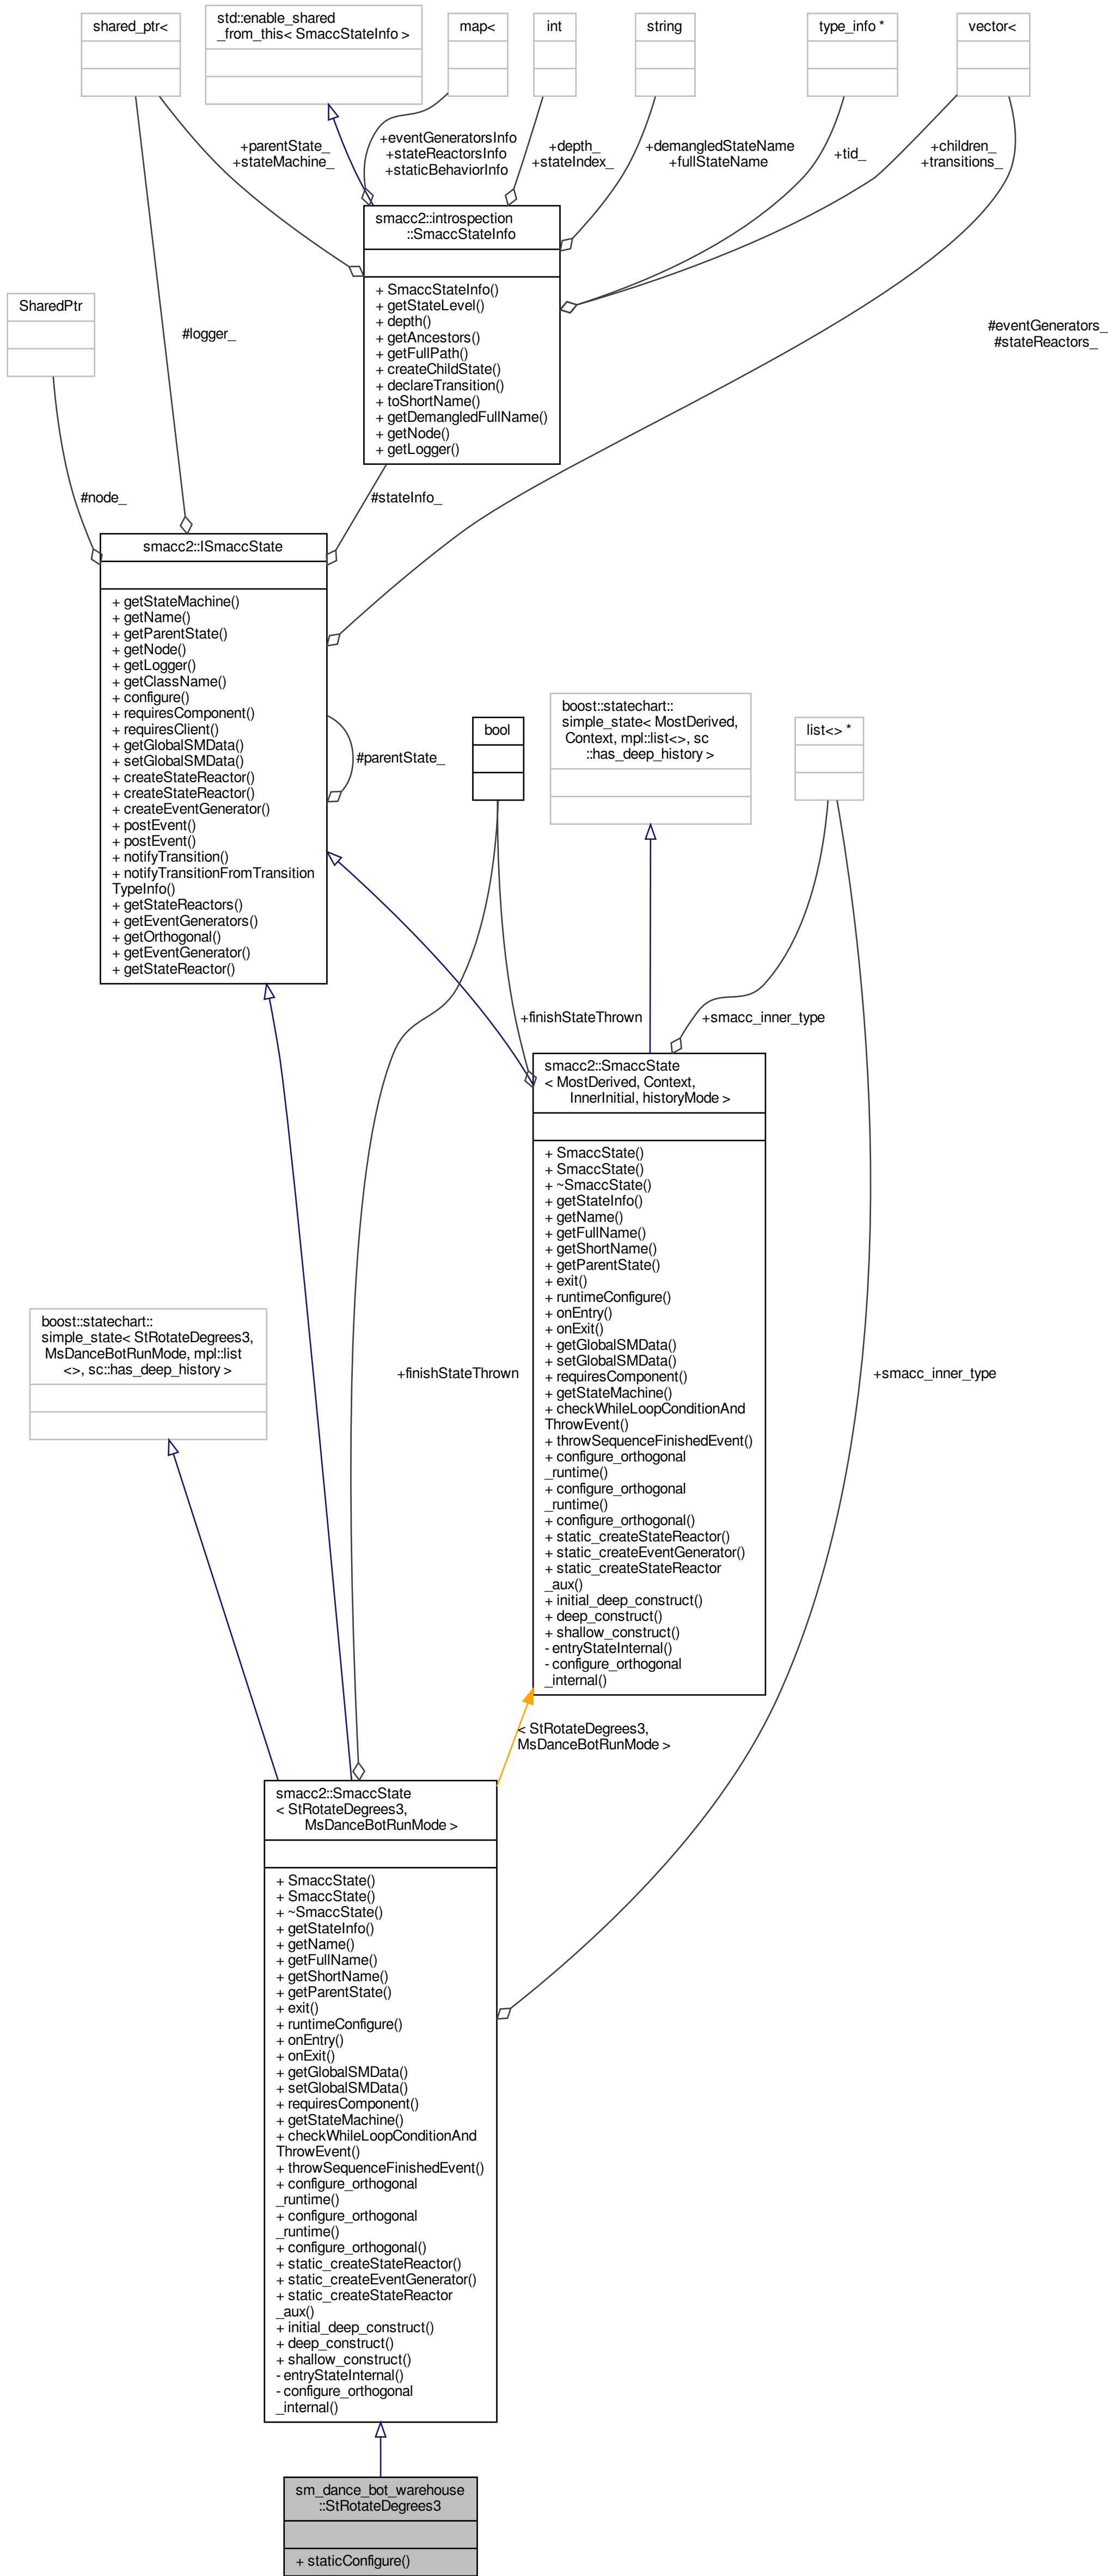 shared_ptr<
std::enable_shared
_from_this< SmaccStateInfo >
map<
int
string
type_info *
vector<
+parentState_
+stateMachine_
+eventGeneratorsInfo
+stateReactorsInfo
+staticBehaviorInfo
+depth_
+stateIndex_
+demangledStateName
+fullStateName
+tid_
+children_
+transitions_
smacc2::introspection
::SmaccStateInfo
+ SmaccStateInfo()
+ getStateLevel()
+ depth()
+ getAncestors()
+ getFullPath()
+ createChildState()
+ declareTransition()
+ toShortName()
+ getDemangledFullName()
+ getNode()
+ getLogger()
SharedPtr
#logger_
#eventGenerators_
#stateReactors_
#node_
#stateInfo_
smacc2::ISmaccState
+ getStateMachine()
+ getName()
+ getParentState()
+ getNode()
+ getLogger()
+ getClassName()
+ configure()
+ requiresComponent()
+ requiresClient()
+ getGlobalSMData()
+ setGlobalSMData()
+ createStateReactor()
+ createStateReactor()
+ createEventGenerator()
+ postEvent()
+ postEvent()
+ notifyTransition()
+ notifyTransitionFromTransition
TypeInfo()
+ getStateReactors()
+ getEventGenerators()
+ getOrthogonal()
+ getEventGenerator()
+ getStateReactor()
#parentState_
bool
boost::statechart::
simple_state< MostDerived,
Context, mpl::list<>, sc
::has_deep_history >
list<> *
+finishStateThrown
+smacc_inner_type
smacc2::SmaccState
< MostDerived, Context,
InnerInitial, historyMode >
+ SmaccState()
+ SmaccState()
+ ~SmaccState()
+ getStateInfo()
+ getName()
+ getFullName()
+ getShortName()
+ getParentState()
+ exit()
+ runtimeConfigure()
+ onEntry()
+ onExit()
+ getGlobalSMData()
+ setGlobalSMData()
+ requiresComponent()
+ getStateMachine()
+ checkWhileLoopConditionAnd
ThrowEvent()
+ throwSequenceFinishedEvent()
+ configure_orthogonal
_runtime()
+ configure_orthogonal
_runtime()
+ configure_orthogonal()
+ static_createStateReactor()
+ static_createEventGenerator()
+ static_createStateReactor
_aux()
+ initial_deep_construct()
+ deep_construct()
+ shallow_construct()
- entryStateInternal()
- configure_orthogonal
_internal()
boost::statechart::
simple_state< StRotateDegrees3,
MsDanceBotRunMode, mpl::list
<>, sc::has_deep_history >
+finishStateThrown
+smacc_inner_type
< StRotateDegrees3,
MsDanceBotRunMode >
smacc2::SmaccState
< StRotateDegrees3,
MsDanceBotRunMode >
+ SmaccState()
+ SmaccState()
+ ~SmaccState()
+ getStateInfo()
+ getName()
+ getFullName()
+ getShortName()
+ getParentState()
+ exit()
+ runtimeConfigure()
+ onEntry()
+ onExit()
+ getGlobalSMData()
+ setGlobalSMData()
+ requiresComponent()
+ getStateMachine()
+ checkWhileLoopConditionAnd
ThrowEvent()
+ throwSequenceFinishedEvent()
+ configure_orthogonal
_runtime()
+ configure_orthogonal
_runtime()
+ configure_orthogonal()
+ static_createStateReactor()
+ static_createEventGenerator()
+ static_createStateReactor
_aux()
+ initial_deep_construct()
+ deep_construct()
+ shallow_construct()
- entryStateInternal()
- configure_orthogonal
_internal()
sm_dance_bot_warehouse
::StRotateDegrees3
+ staticConfigure()